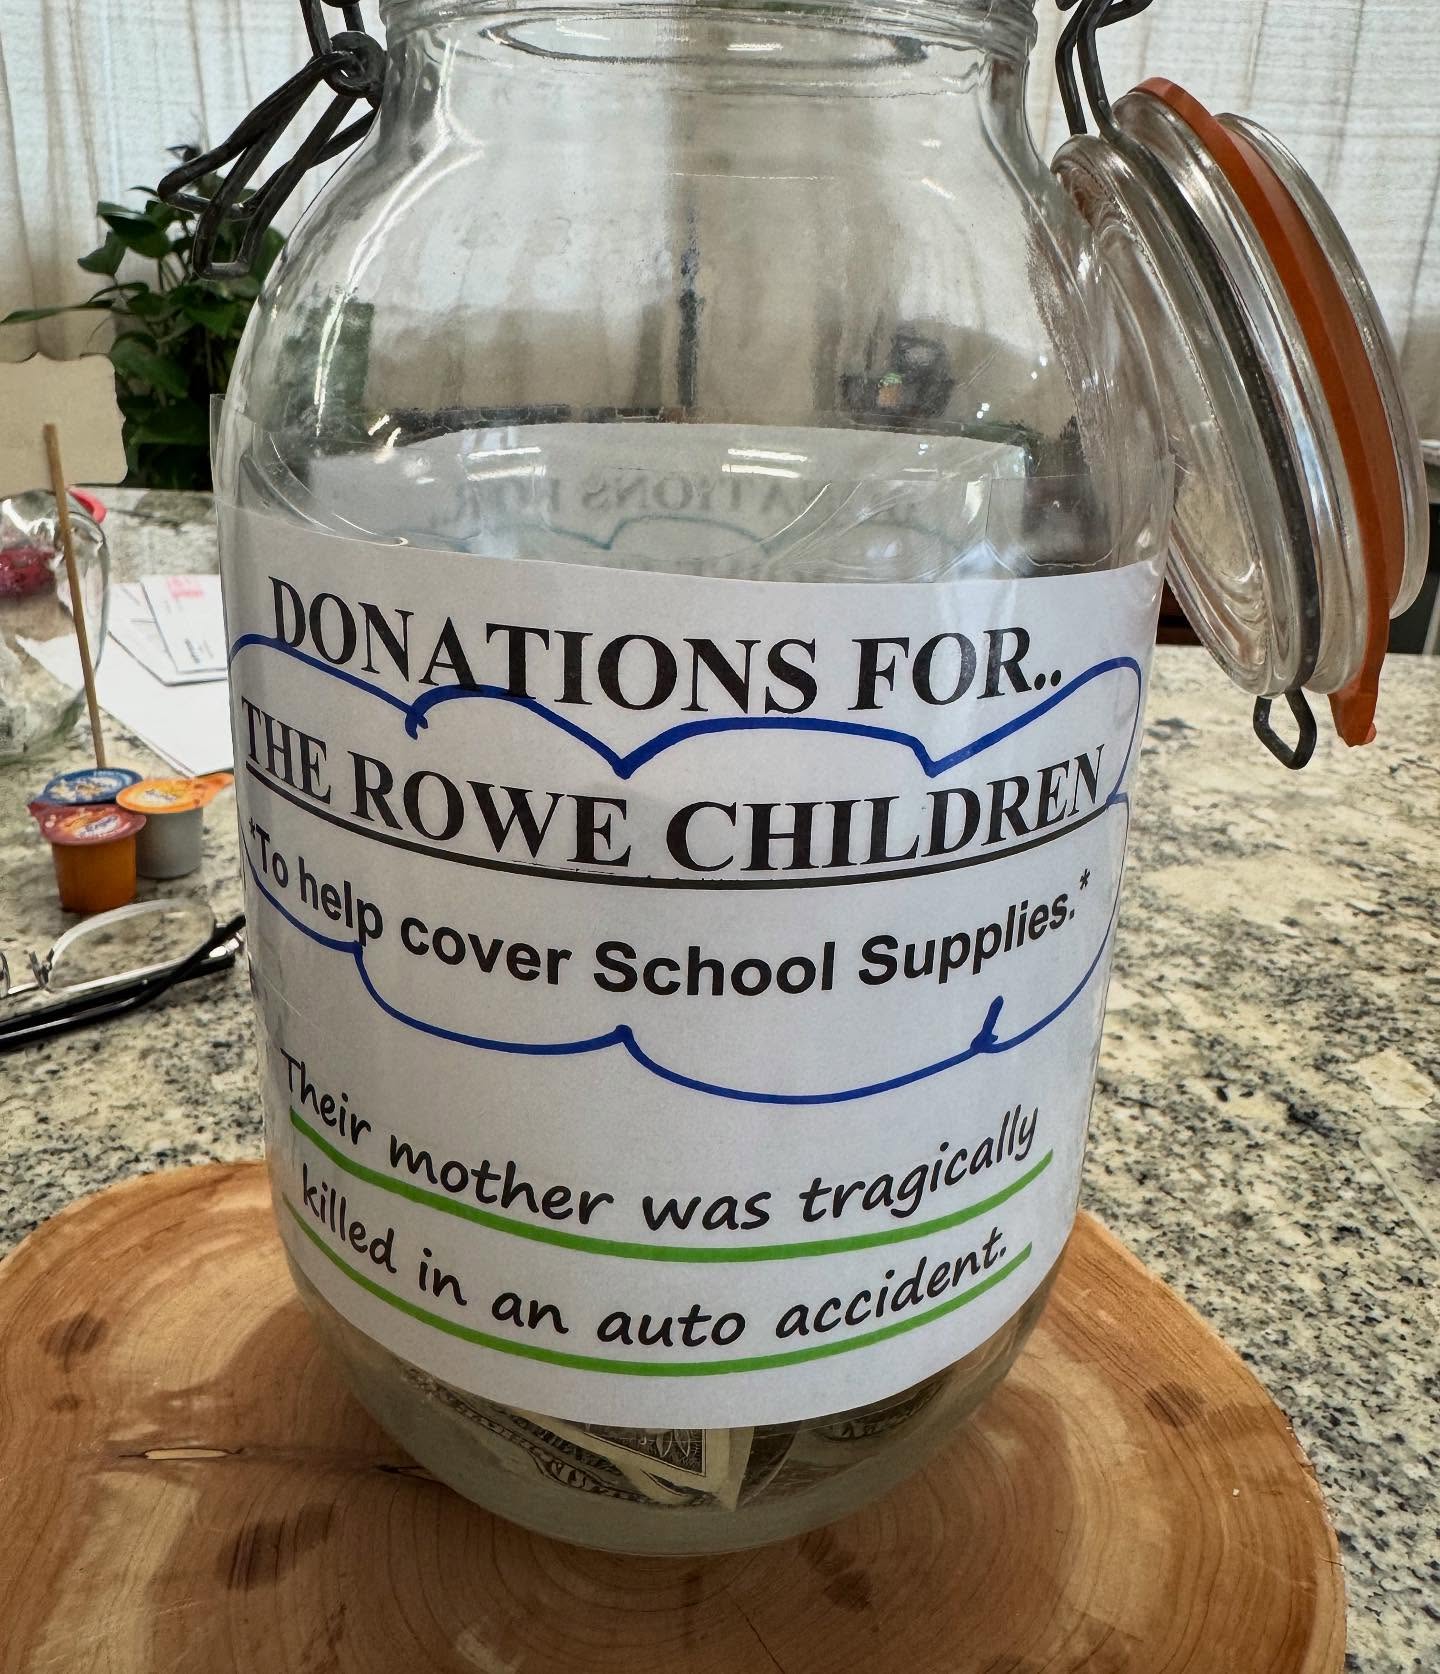 DONATIONS FOR..
THE ROWE CHILDREN
*To help cover School Supplies.*
Their mother was tragically
killed in an auto accident.